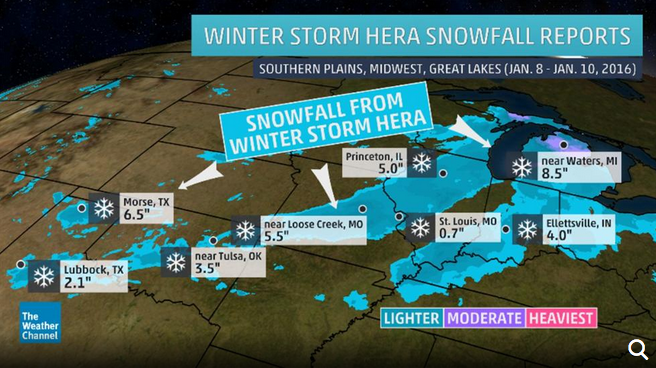 WINTER STORM HERA SNOWFALL REPORTS
SOUTHERN PLAINS, MIDWEST, GREAT LAKES (JAN. 8 - JAN. 10, 2016)
SNOWFALL FROM
WINTER STORM HERA
Princeton, IL
5.0"
near Waters, MI
8.5"
Morse, TX
6.5"
near Loose Creek, MO
5.5"
St. Louis, MO
0.7"
Ellettsville, IN
4.0"
near Tulsa, OK
3.5"
Lubbock, TX
2.1"
The
Weather
Channel
LIGHTER MODERATE HEAVIEST